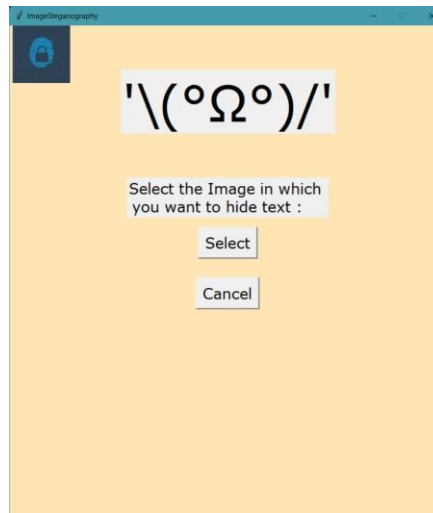 ImageSteganography
'\(°Ω°)/'
Select the Image in which
you want to hide text :
Select
Cancel